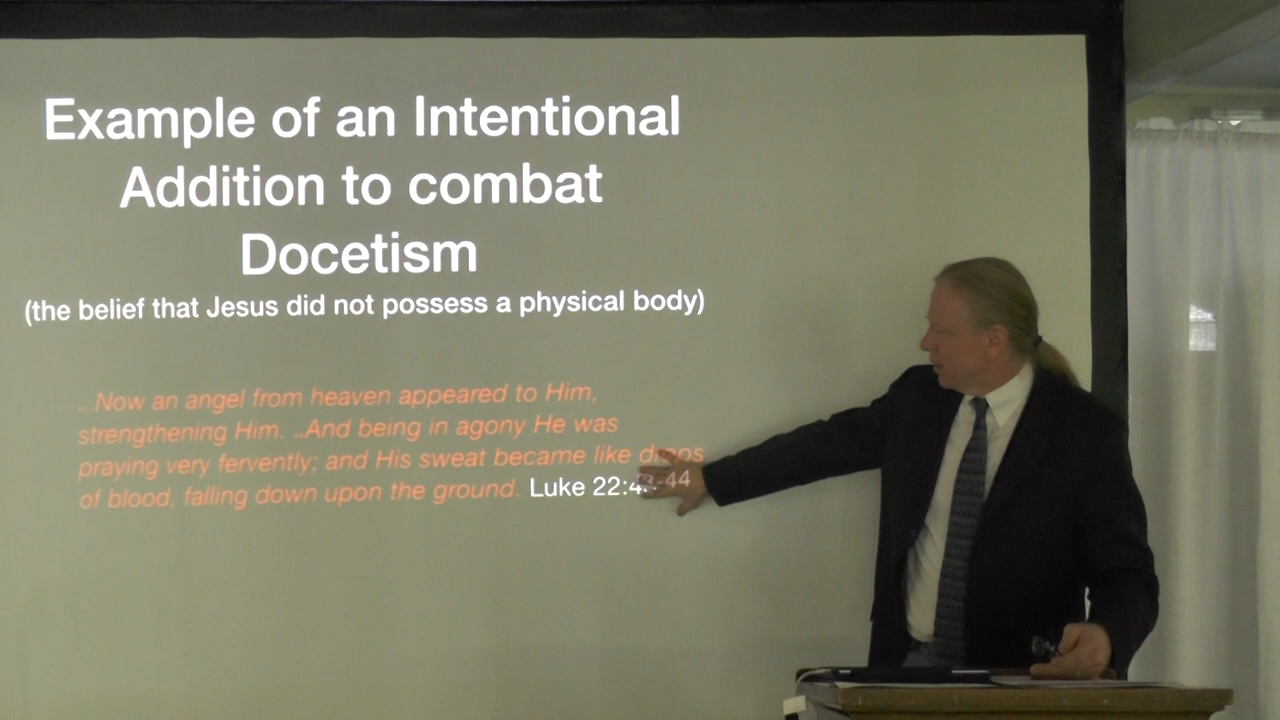 Example of an Intentional
Addition to combat
Docetism
(the belief that Jesus did not possess a physical body)
Now an angel from heaven appeared to Him,
strengthening Him. And being in agony He was
praying very fervently; and His sweat became like drops
of blood, falling down upon the ground. Luke 22:43-44